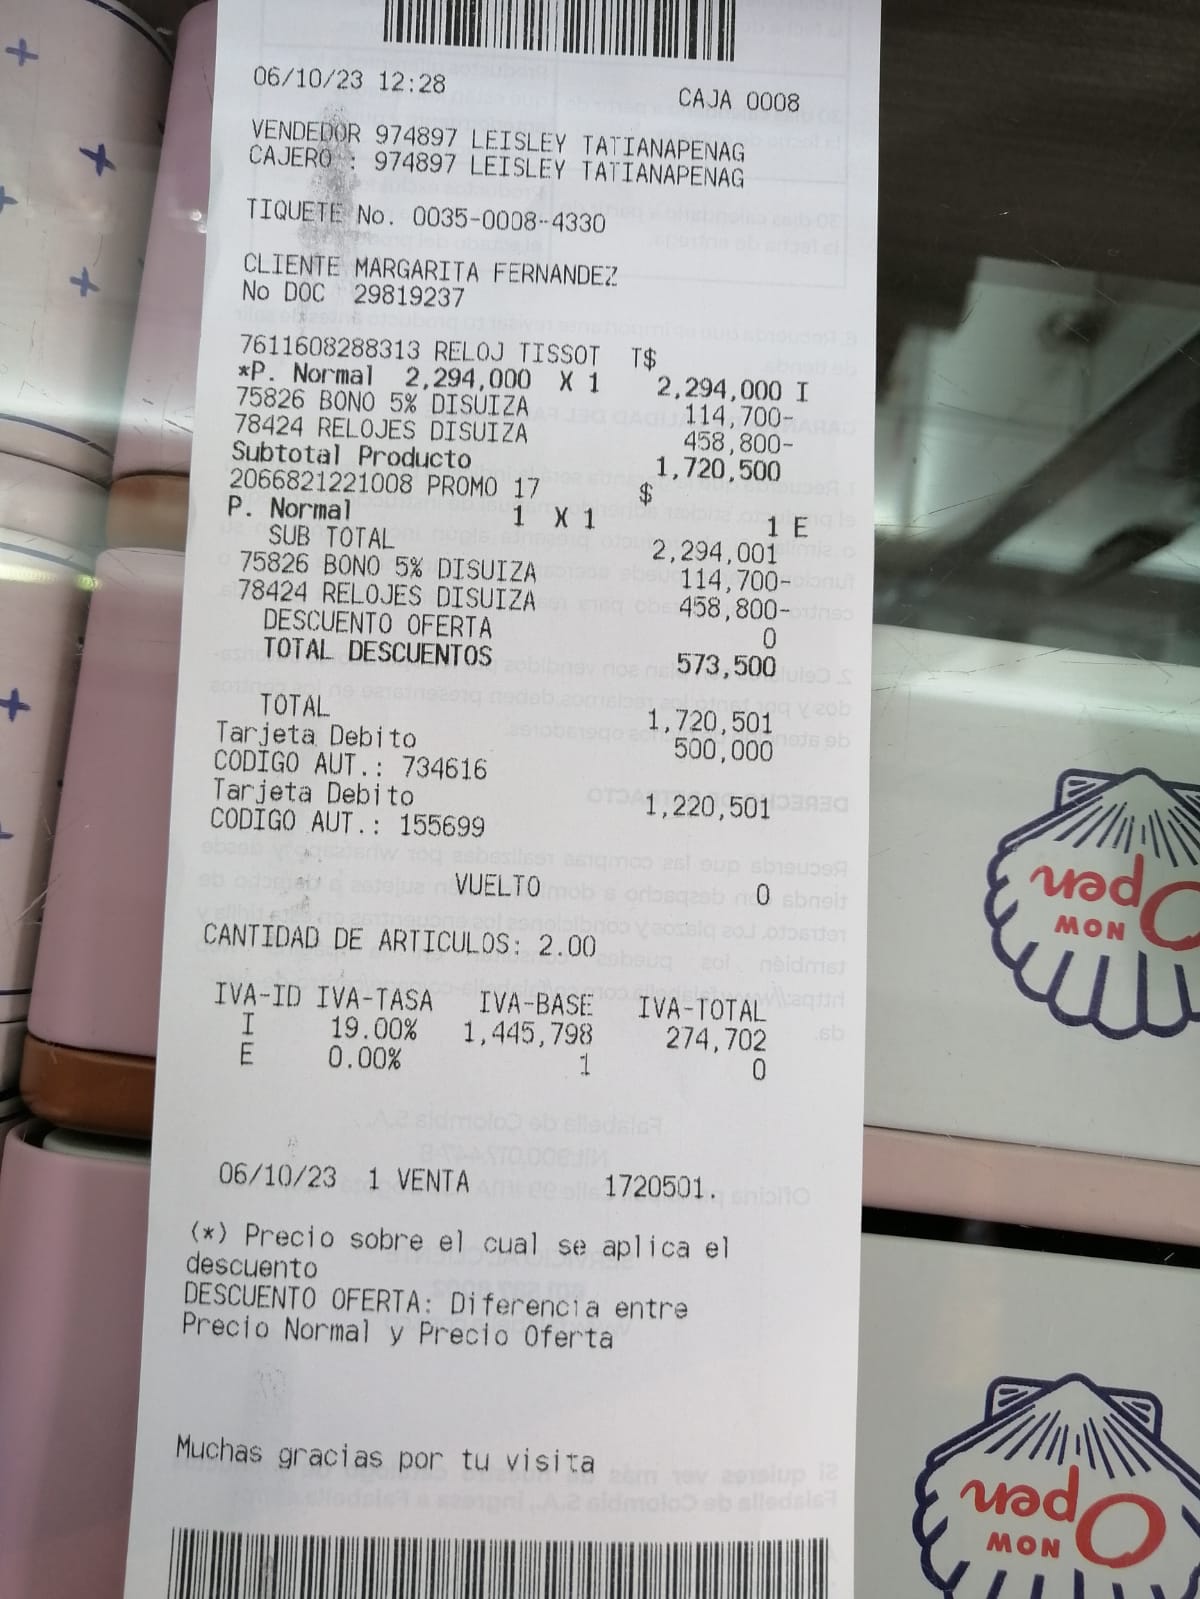 06/10/23 12:28 CAJA 0008
VENDEDOR 974897 LEISLEY TATIANAPENAG
CAJERO : 974897 LEISLEY TATIANAPENAG
TIQUETE No. 0035-0008-4330
CLIENTE MARGARITA FERNANDEZ
No DOC 29819237
7611608288313 RELOJ TISSOT T$
*P. Normal 2,294,000 X 1 2,294,000 I
75826 BONO 5% DISUIZA 114,700-
78424 RELOJES DISUIZA 458,800-
Subtotal Producto 1,720,500
2066821221008 PROMO 17 $
P. Normal 1 X 1 1 E
SUB TOTAL 2,294,001
75826 BONO 5% DISUIZA 114,700-
78424 RELOJES DISUIZA 458,800-
DESCUENTO OFERTA 0
TOTAL DESCUENTOS 573,500
TOTAL 1,720,501
Tarjeta Debito 500,000
CODIGO AUT.: 734616
Tarjeta Debito 1,220,501
CODIGO AUT.: 155699
VUELTO 0
CANTIDAD DE ARTICULOS: 2.00
IVA-ID IVA-TASA IVA-BASE IVA-TOTAL
I 19.00% 1,445,798 274,702
E 0.00% 1 0
06/10/23 1 VENTA 1720501.
(*) Precio sobre el cual se aplica el
descuento
DESCUENTO OFERTA: Diferencia entre
Precio Normal y Precio Oferta
Muchas gracias por tu visita
Open
NOW
Open
NOW